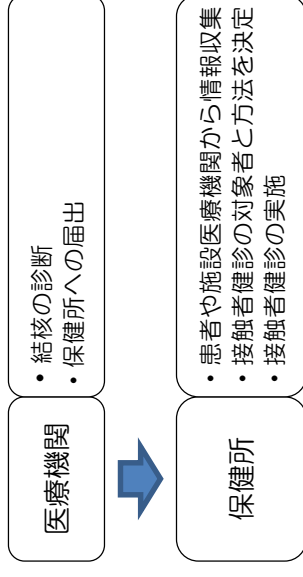 医療機関
• 結核の診断
• 保健所への届出
保健所
• 患者や施設医療機関から情報収集
• 接触者健診の対象者と方法を決定
• 接触者健診の実施